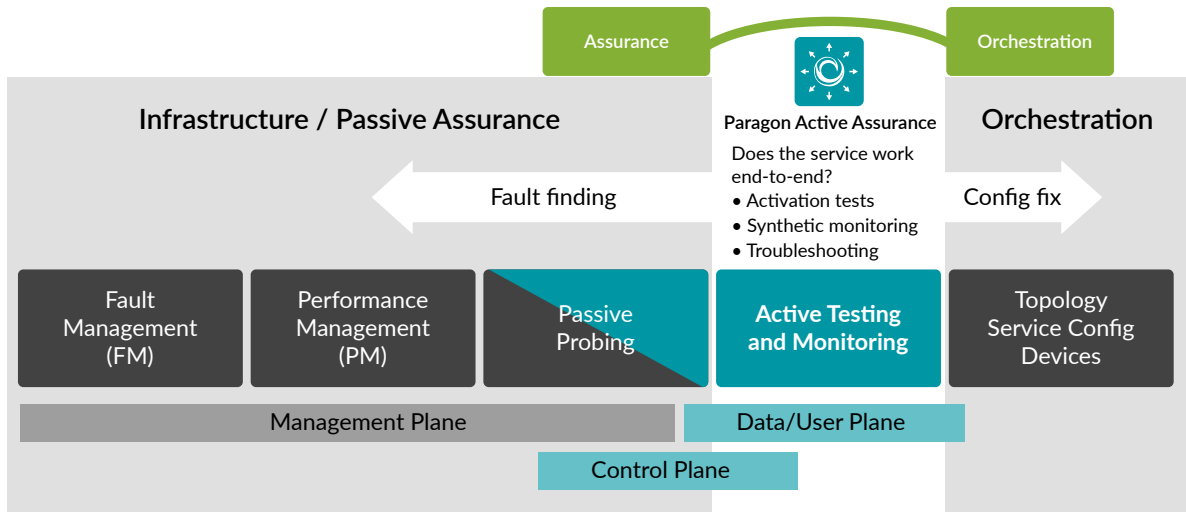 Assurance
Orchestration
Infrastructure / Passive Assurance
Paragon Active Assurance
Orchestration
Does the service work
end-to-end?
• Activation tests
• Synthetic monitoring
• Troubleshooting
Fault finding
Config fix
Fault
Management
(FM)
Performance
Management
(PM)
Passive
Probing
Active Testing
and Monitoring
Topology
Service Config
Devices
Management Plane
Data/User Plane
Control Plane